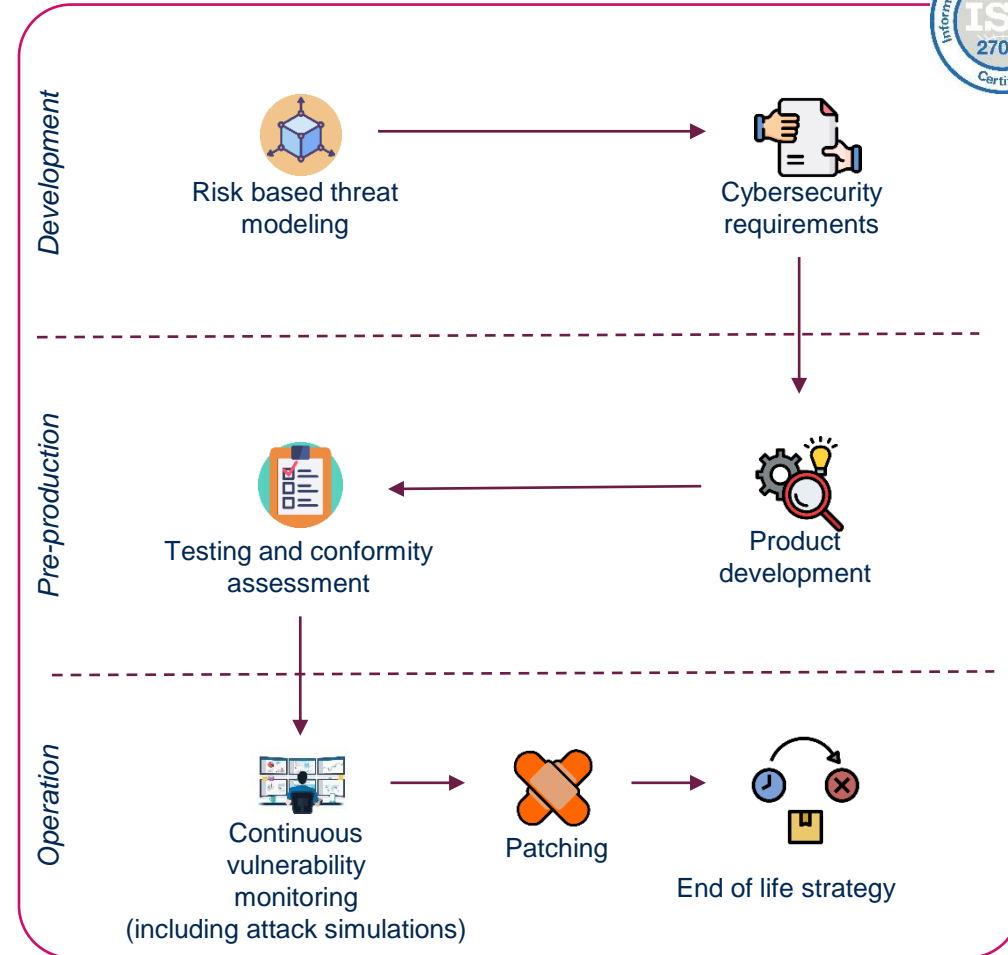 Development
Risk based threat
modeling
Cybersecurity
requirements
Pre-production
Testing and conformity
assessment
Product
development
Operation
Continuous
vulnerability
monitoring
(including attack simulations)
Patching
End of life strategy